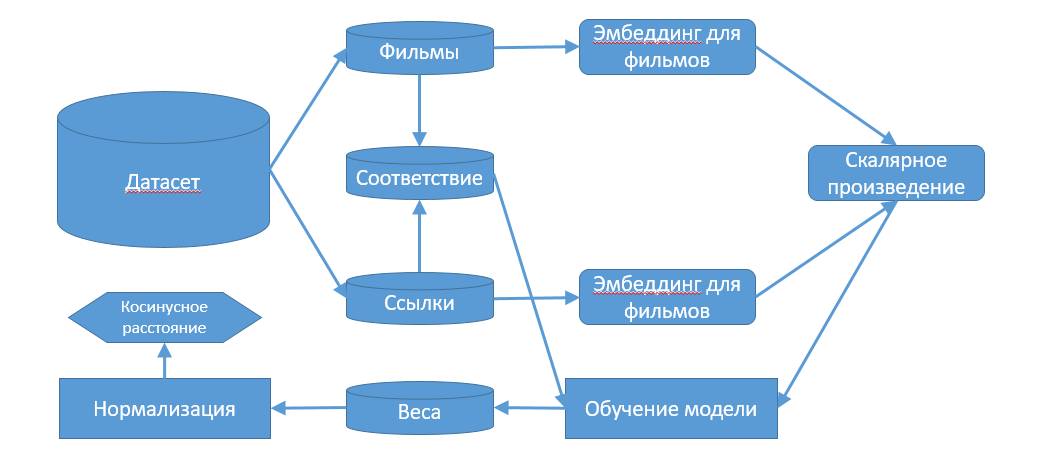 Фильмы
Эмбеддинг для
фильмов
Датасет
Соответствие
Скалярное
произведение
Ссылки
Эмбеддинг для
фильмов
Косинусное
расстояние
Нормализация
Веса
Обучение модели